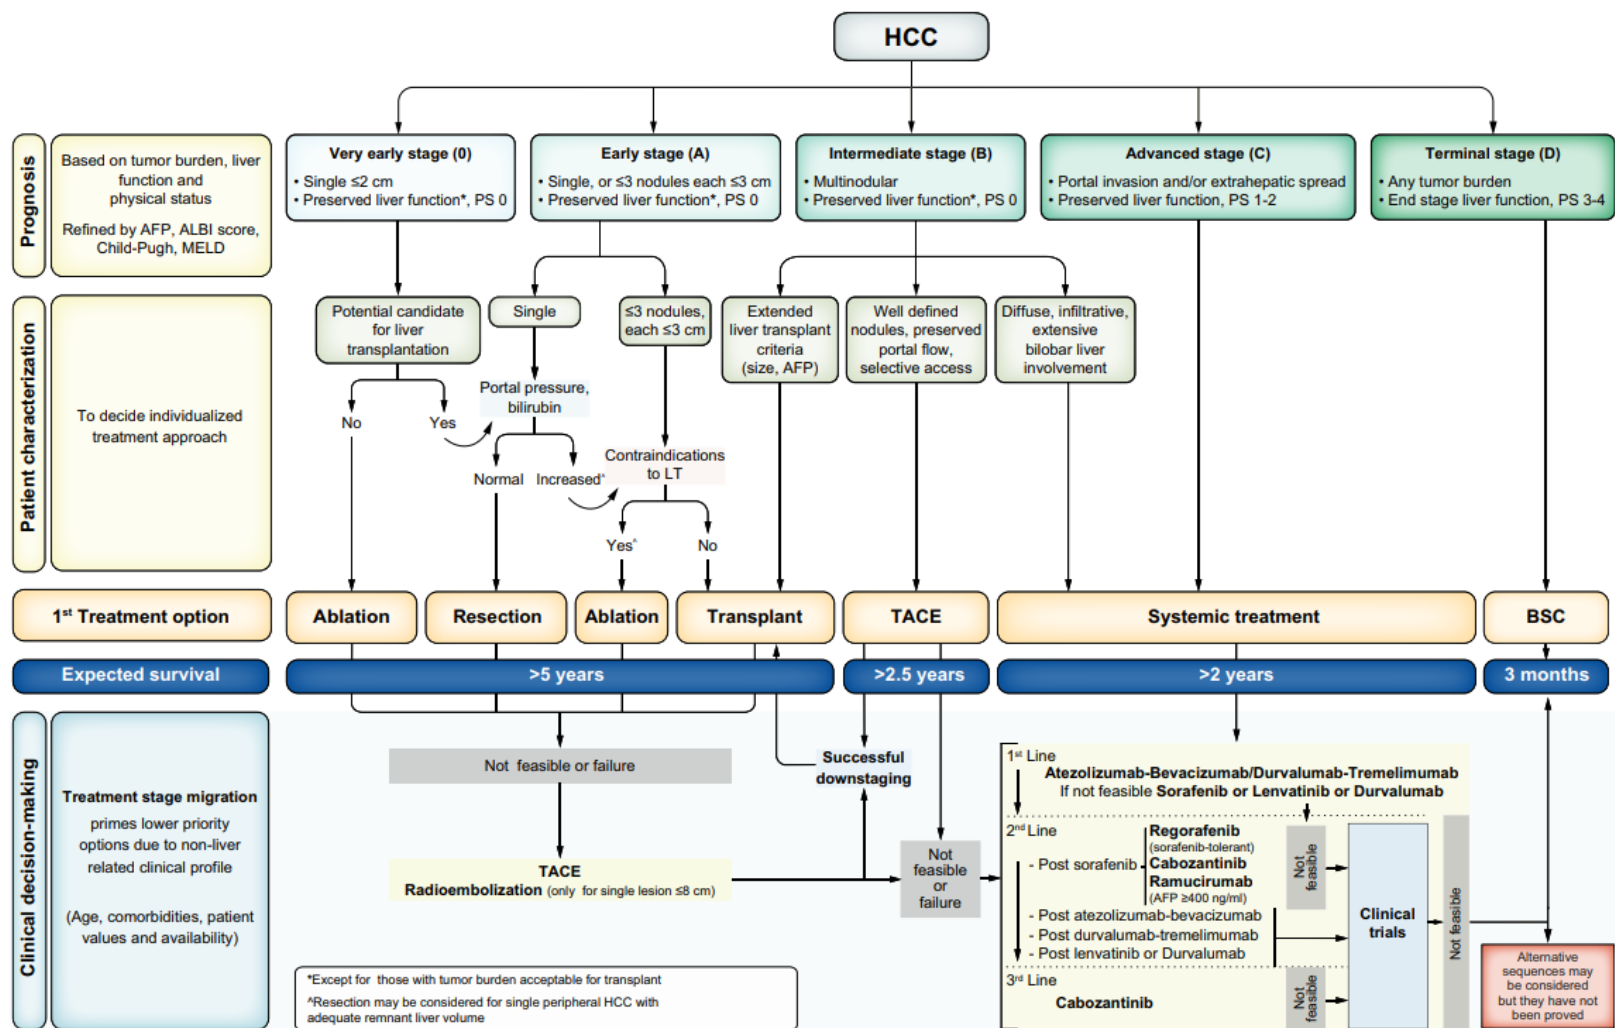 HCC
Prognosis
Based on tumor burden, liver
function and
physical status
Refined by AFP, ALBI score,
Child-Pugh, MELD
Very early stage (0)
• Single ≤2 cm
• Preserved liver function*, PS 0
Early stage (A)
• Single, or ≤3 nodules each ≤3 cm
• Preserved liver function*, PS 0
Intermediate stage (B)
• Multinodular
• Preserved liver function*, PS 0
Advanced stage (C)
• Portal invasion and/or extrahepatic spread
• Preserved liver function, PS 1-2
Terminal stage (D)
• Any tumor burden
• End stage liver function, PS 3-4
Patient characterization
To decide individualized
treatment approach
Potential candidate
for liver
transplantation
No
Yes
Single
Portal pressure,
bilirubin
Normal
Increased^
≤3 nodules,
each ≤3 cm
Contraindications
to LT
Yes^
No
Extended
liver transplant
criteria
(size, AFP)
Well defined
nodules, preserved
portal flow,
selective access
Diffuse, infiltrative,
extensive
bilobar liver
involvement
1st Treatment option
Ablation
Resection
Ablation
Transplant
TACE
Systemic treatment
BSC
Expected survival
>5 years
>2.5 years
>2 years
3 months
Clinical decision-making
Treatment stage migration
primes lower priority
options due to non-liver
related clinical profile
(Age, comorbidities, patient
values and availability)
Not feasible or failure
TACE
Radioembolization (only for single lesion ≤8 cm)
Successful
downstaging
Not
feasible
or
failure
1st Line
Atezolizumab-Bevacizumab/Durvalumab-Tremelimumab
If not feasible Sorafenib or Lenvatinib or Durvalumab
2nd Line
- Post sorafenib
Regorafenib
(sorafenib-tolerant)
Cabozantinib
Ramucirumab
(AFP ≥400 ng/ml)
Not
feasible
- Post atezolizumab-bevacizumab
- Post durvalumab-tremelimumab
- Post lenvatinib or Durvalumab
3rd Line
Cabozantinib
Not
feasible
Clinical
trials
Not feasible
Alternative
sequences may
be considered
but they have not
been proved
*Except for those with tumor burden acceptable for transplant
^Resection may be considered for single peripheral HCC with
adequate remnant liver volume